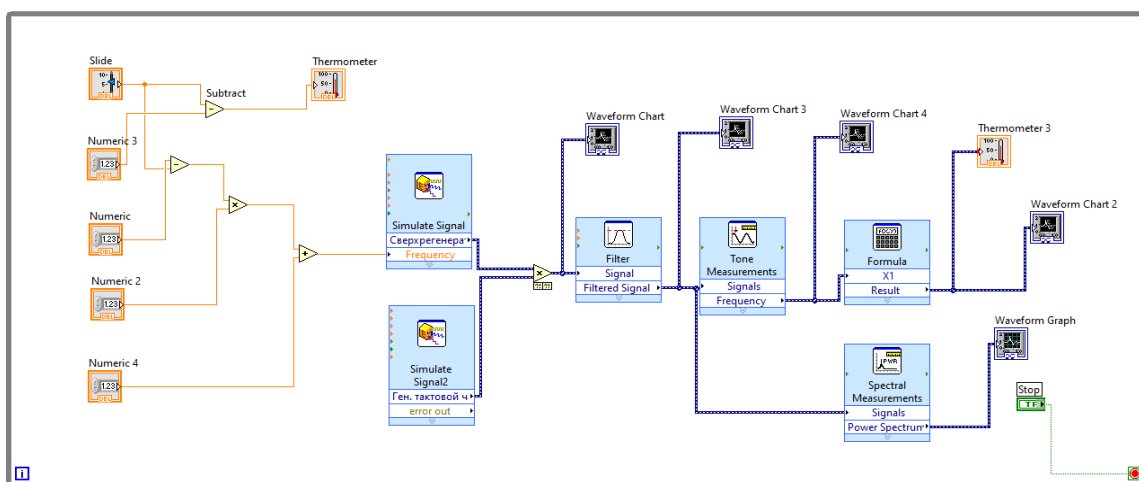 Slide
Thermometer
Subtract
Numeric 3
Numeric
Numeric 2
Numeric 4
Simulate Signal
Сверхрегенера
Frequency
Simulate
Signal2
Ген. тактовой ч
error out
Waveform Chart
Filter
Signal
Filtered Signal
Waveform Chart 3
Tone
Measurements
Signals
Frequency
Waveform Chart 4
Formula
X1
Result
Thermometer 3
Waveform Chart 2
Waveform Graph
Spectral
Measurements
Signals
Power Spectrum
Stop
TF
i